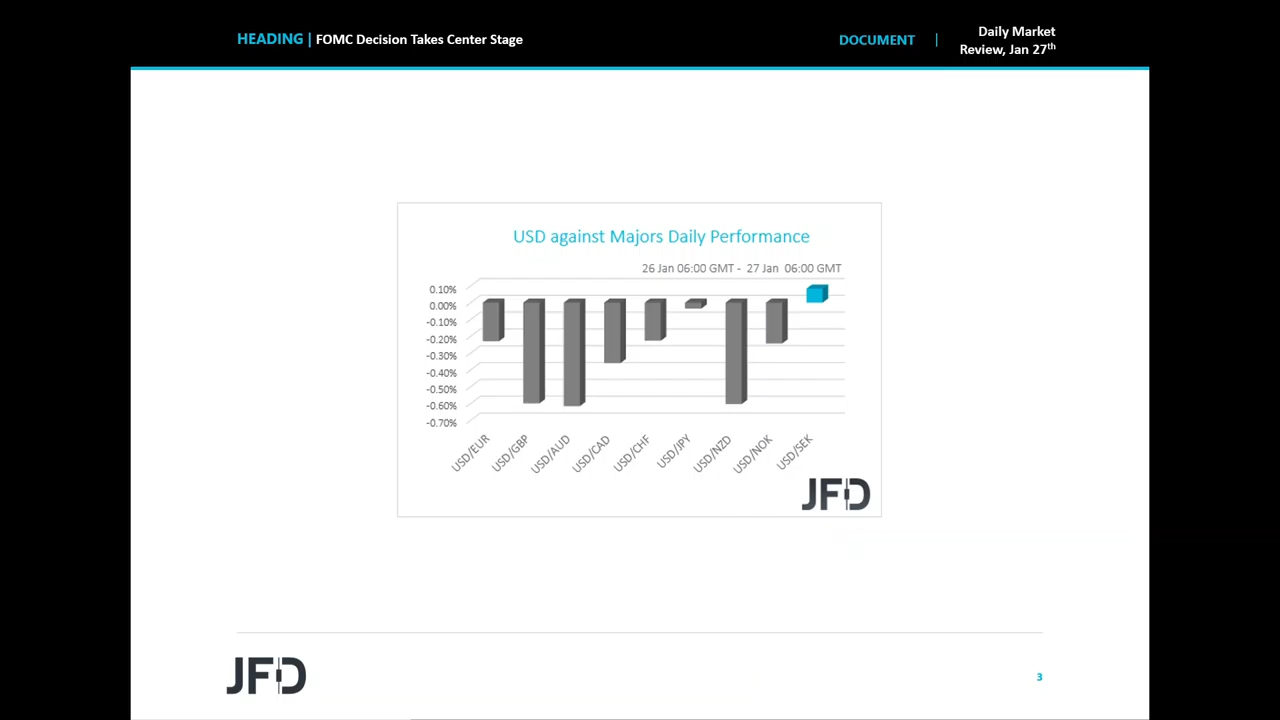 HEADING | FOMC Decision Takes Center Stage
DOCUMENT |
Daily Market
Review, Jan 27th
USD against Majors Daily Performance
26 Jan 06:00 GMT - 27 Jan 06:00 GMT
0.10%
0.00%
-0.10%
-0.20%
-0.30%
-0.40%
-0.50%
-0.60%
-0.70%
USD/EUR
USD/GBP
USD/AUD
USD/CAD
USD/CHF
USD/JPY
USD/NZD
USD/NOK
USD/SEK
JFD
JFD
3